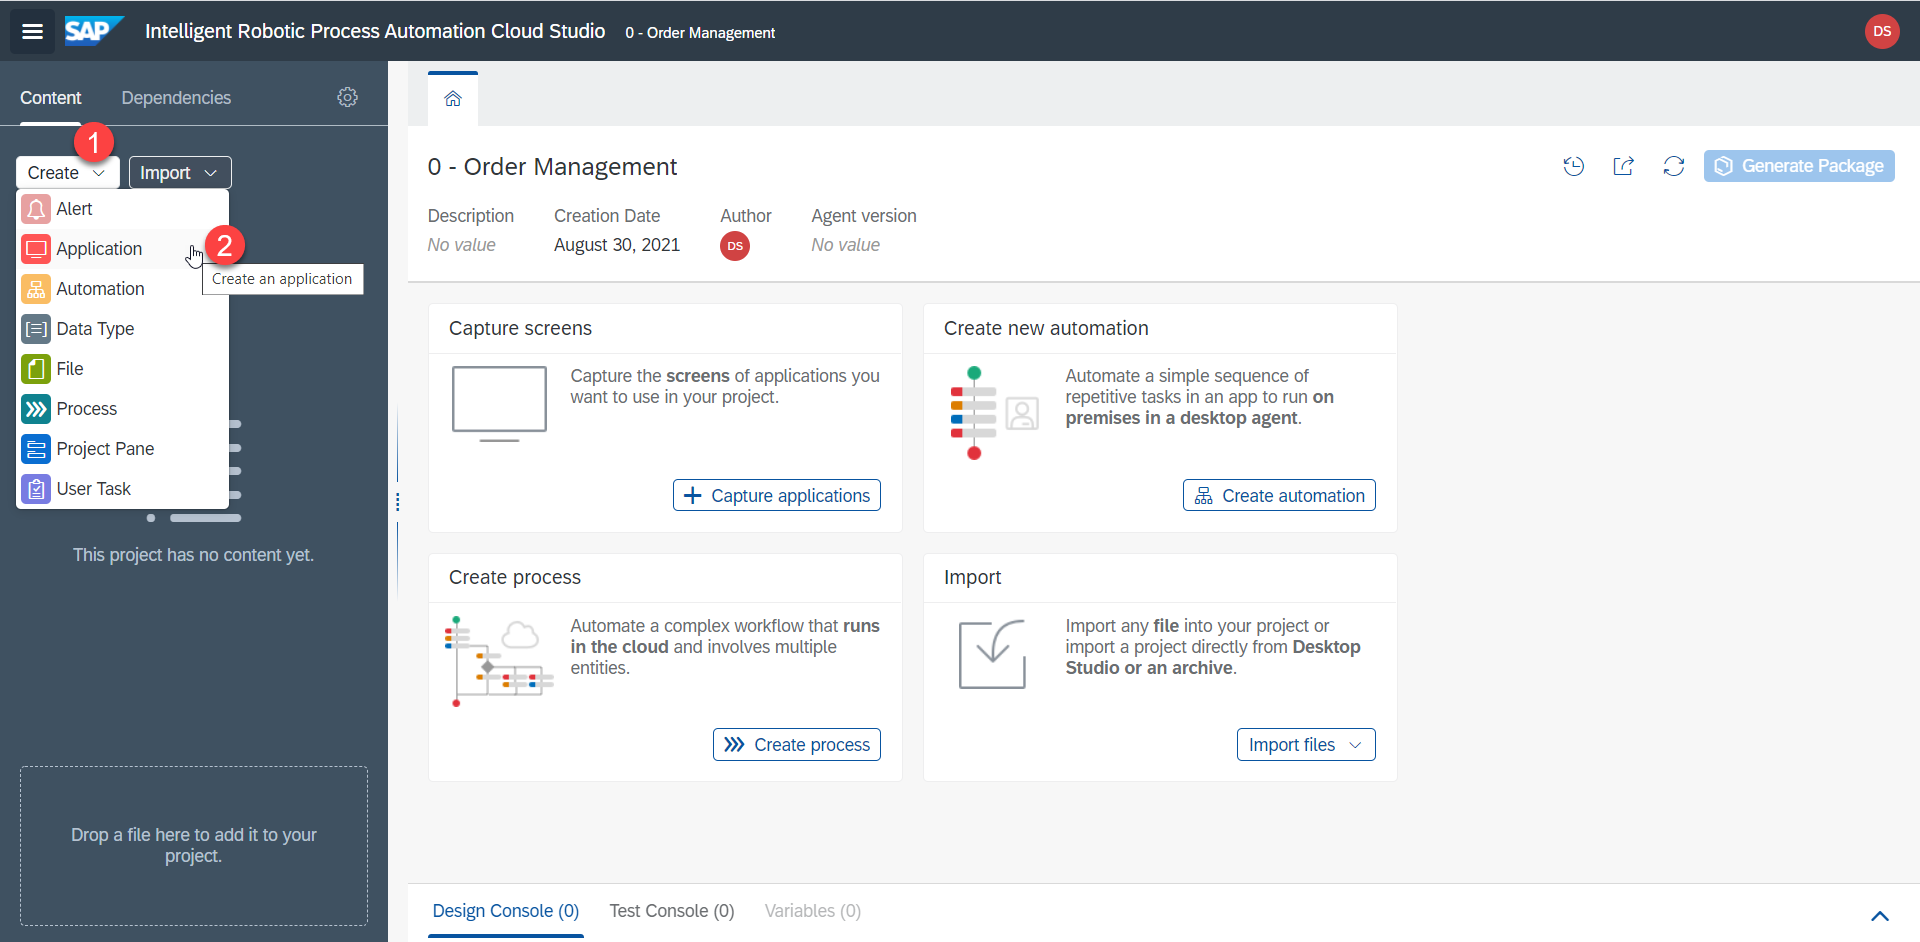 SAP Intelligent Robotic Process Automation Cloud Studio 0 - Order Management DS
Content Dependencies
1
Create Import
Alert
Application
2
Create an application
Automation
Data Type
File
Process
Project Pane
User Task
This project has no content yet.
Drop a file here to add it to your
project.
0 - Order Management
Generate Package
Description Creation Date Author Agent version
No value August 30, 2021 DS No value
Capture screens
Capture the screens of applications you
want to use in your project.
Capture applications
Create new automation
Automate a simple sequence of
repetitive tasks in an app to run on
premises in a desktop agent.
Create automation
Create process
Automate a complex workflow that runs
in the cloud and involves multiple
entities.
Create process
Import
Import any file into your project or
import a project directly from Desktop
Studio or an archive.
Import files
Design Console (0) Test Console (0) Variables (0)